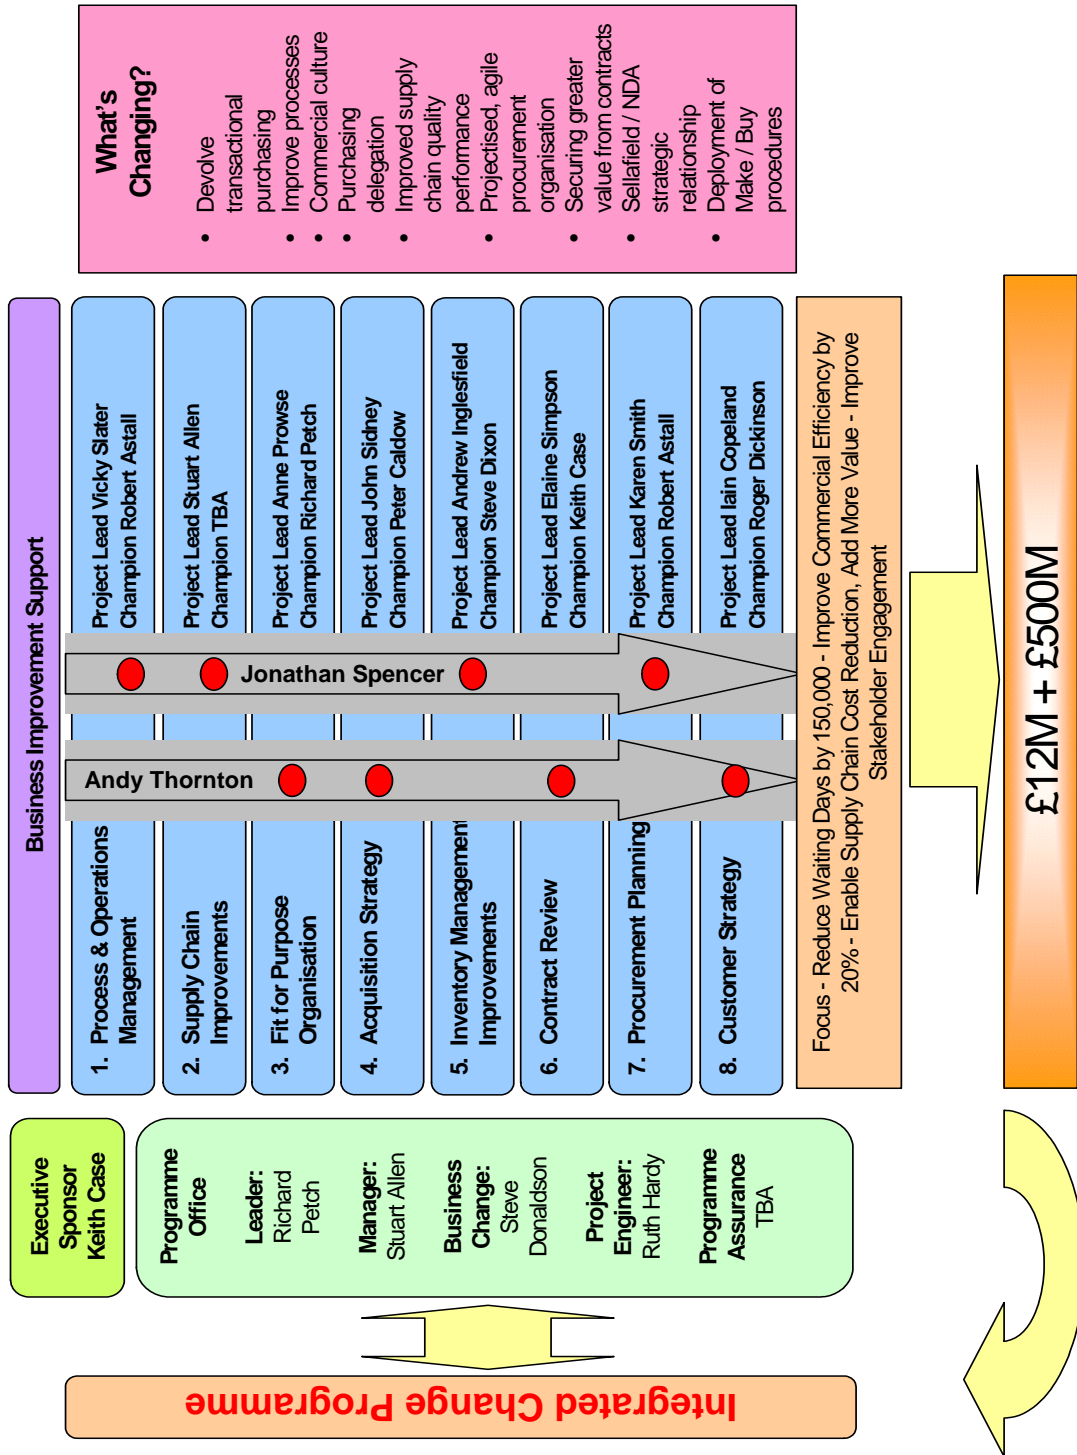 Integrated Change Programme
Executive
Sponsor
Keith Case
Programme
Office
Leader:
Richard
Petch
Manager:
Stuart Allen
Business
Change:
Steve
Donaldson
Project
Engineer:
Ruth Hardy
Programme
Assurance
TBA
Business Improvement Support
1. Process & Operations
Management
Project Lead Vicky Slater
Champion Robert Astall
2. Supply Chain
Improvements
Project Lead Stuart Allen
Champion TBA
3. Fit for Purpose
Organisation
Project Lead Anne Prowse
Champion Richard Petch
4. Acquisition Strategy
Project Lead John Sidney
Champion Peter Caldow
5. Inventory Management
Improvements
Project Lead Andrew Inglesfield
Champion Steve Dixon
6. Contract Review
Project Lead Elaine Simpson
Champion Keith Case
7. Procurement Planning
Project Lead Karen Smith
Champion Robert Astall
8. Customer Strategy
Project Lead Iain Copeland
Champion Roger Dickinson
Andy Thornton
Jonathan Spencer
Focus - Reduce Waiting Days by 150,000 - Improve Commercial Efficiency by
20% - Enable Supply Chain Cost Reduction, Add More Value - Improve
Stakeholder Engagement
£12M + £500M
What's
Changing?
• Devolve
transactional
purchasing
• Improve processes
• Commercial culture
• Purchasing
delegation
• Improved supply
chain quality
perfomance
• Projectised, agile
procurement
organisation
• Securing greater
value from contracts
• Sellafield / NDA
strategic
relationship
• Deployment of
Make / Buy
procedures